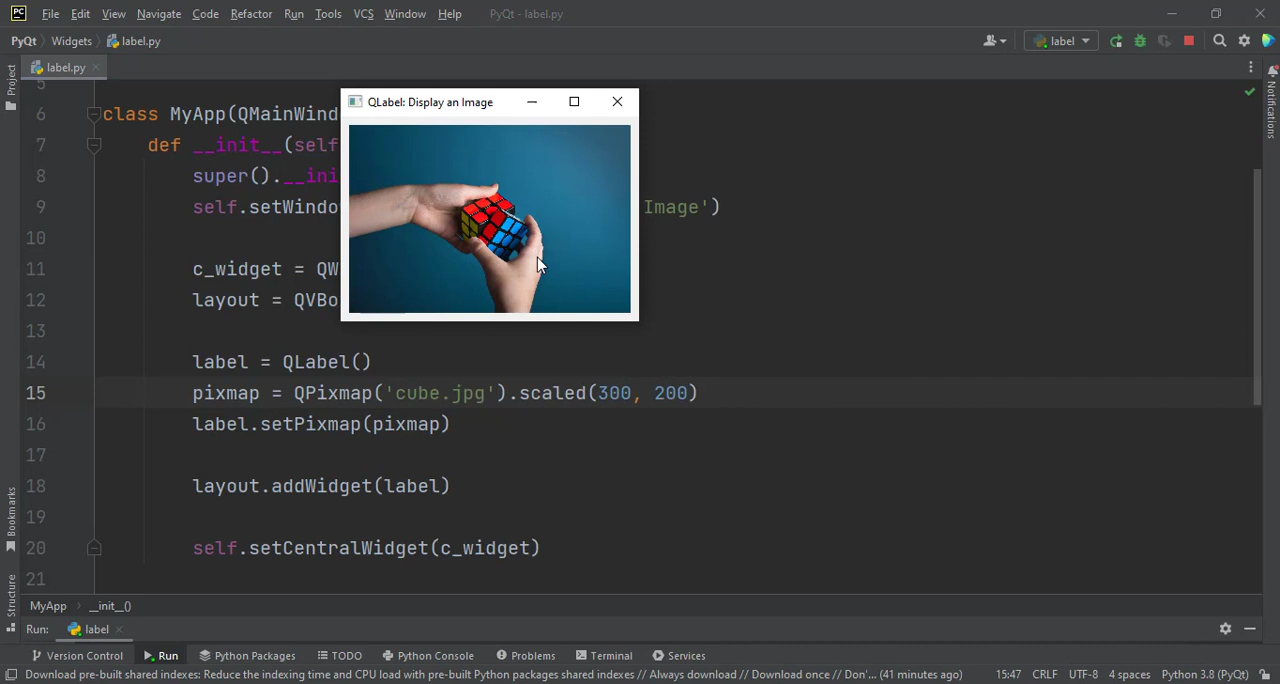 PC File Edit View Navigate Code Refactor Run Tools VCS Window Help PyQt - label.py
PyQt Widgets label.py label
Project
label.py
5
6 class MyApp(QMainWind
7 def __init__(self
8 super().__ini
9 self.setWindo Image')
10
11 c_widget = QW
12 layout = QVBo
13
14 label = QLabel()
15 pixmap = QPixmap('cube.jpg').scaled(300, 200)
16 label.setPixmap(pixmap)
17
18 layout.addWidget(label)
19
20 self.setCentralWidget(c_widget)
21
QLabel: Display an Image
Notifications
Bookmarks
Structure
MyApp __init__()
Run: label
Version Control Run Python Packages TODO Python Console Problems Terminal Services
Download pre-built shared indexes: Reduce the indexing time and CPU load with pre-built Python packages shared indexes // Always download // Download once // Don'... (41 minutes ago) 15:47 CRLF UTF-8 4 spaces Python 3.8 (PyQt)